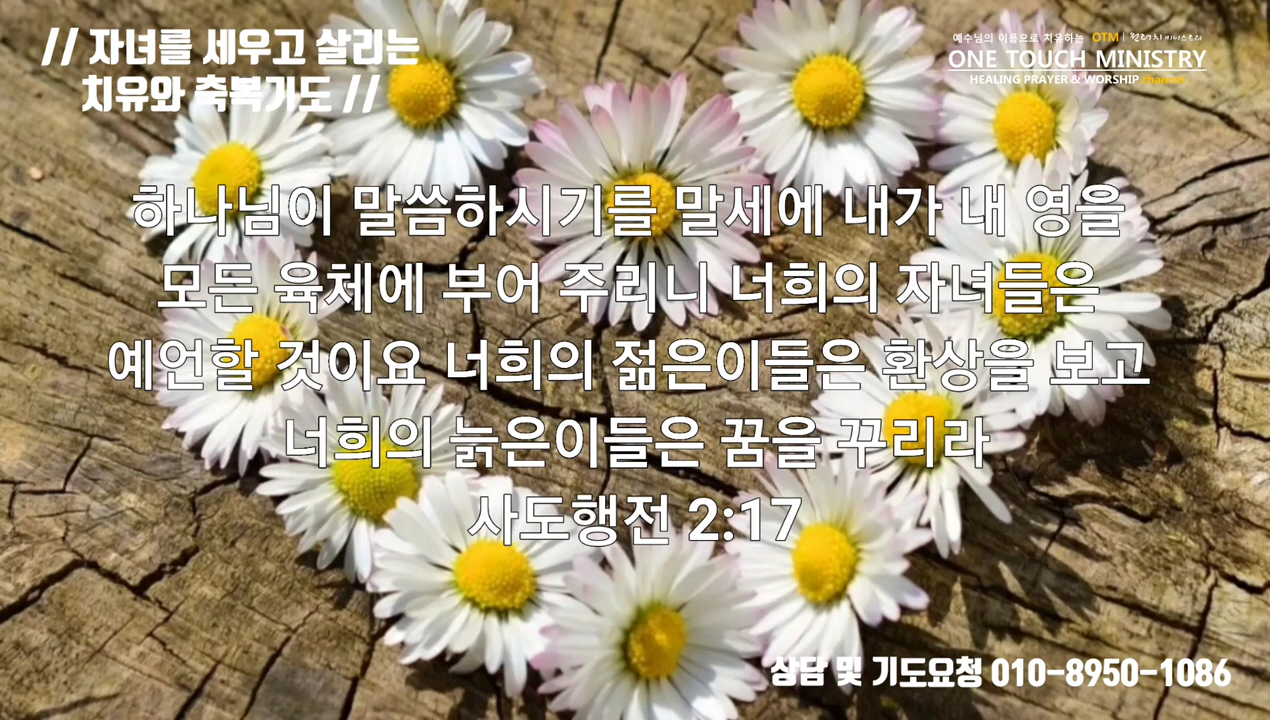 // 자녀를 세우고 살리는
치유와 축복기도 //
예수님의 이름으로 치유하는 OTM | 원터치미니스트리
ONE TOUCH MINISTRY
HEALING PRAYER & WORSHIP channel
하나님이 말씀하시기를 말세에 내가 내 영을
모든 육체에 부어 주리니 너희의 자녀들은
예언할 것이요 너희의 젊은이들은 환상을 보고
너희의 늙은이들은 꿈을 꾸리라
사도행전 2:17
상담 및 기도요청 010-8950-1086